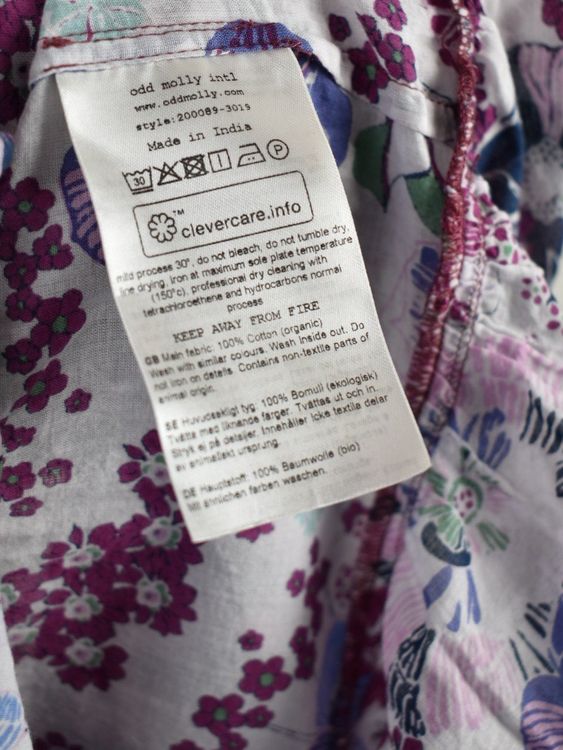 odd molly intl
www.oddmolly.com
style:200089-3019
Made in India
30 P
™ clevercare.info
mild process 30°, do not bleach, do not tumble dry,
line drying, iron at maximum sole plate temperature
(150°c), professional dry cleaning with
tetrachloroethene and hydrocarbons normal
process
KEEP AWAY FROM FIRE
GB Main fabric: 100% Cotton (organic)
Wash with similar colours. Wash Inside out. Do
not iron on details. Contains non-textile parts of
animal origin.
SE Huvudsakligt tyg: 100% Bomull (ekologisk)
Tvätta med liknande färger. Tvättas ut och in.
Stryk ej på detaljer. Innehåller icke textile delar
av animaliskt ursprung.
DE Hauptstoff: 100% Baumwolle (bio)
Mit ähnlichen farben waschen.